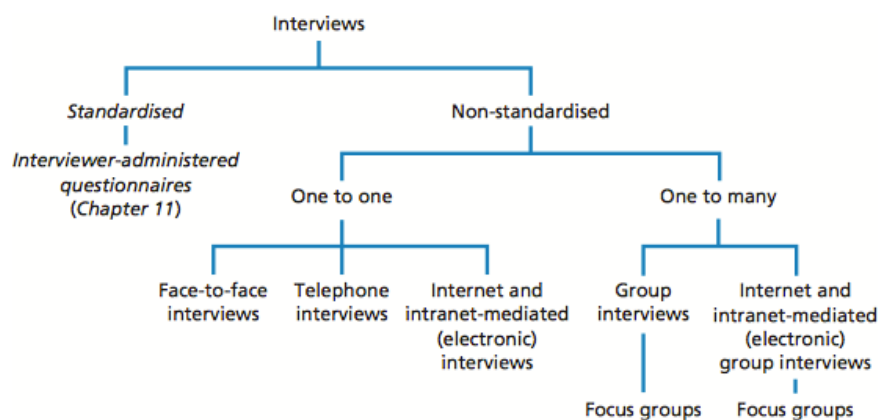 Interviews
Standardised
Non-standardised
Interviewer-administered
questionnaires
(Chapter 11)
One to one
One to many
Face-to-face
interviews
Telephone
interviews
Internet and
intranet-mediated
(electronic)
interviews
Group
interviews
Internet and
intranet-mediated
(electronic)
group interviews
Focus groups
Focus groups